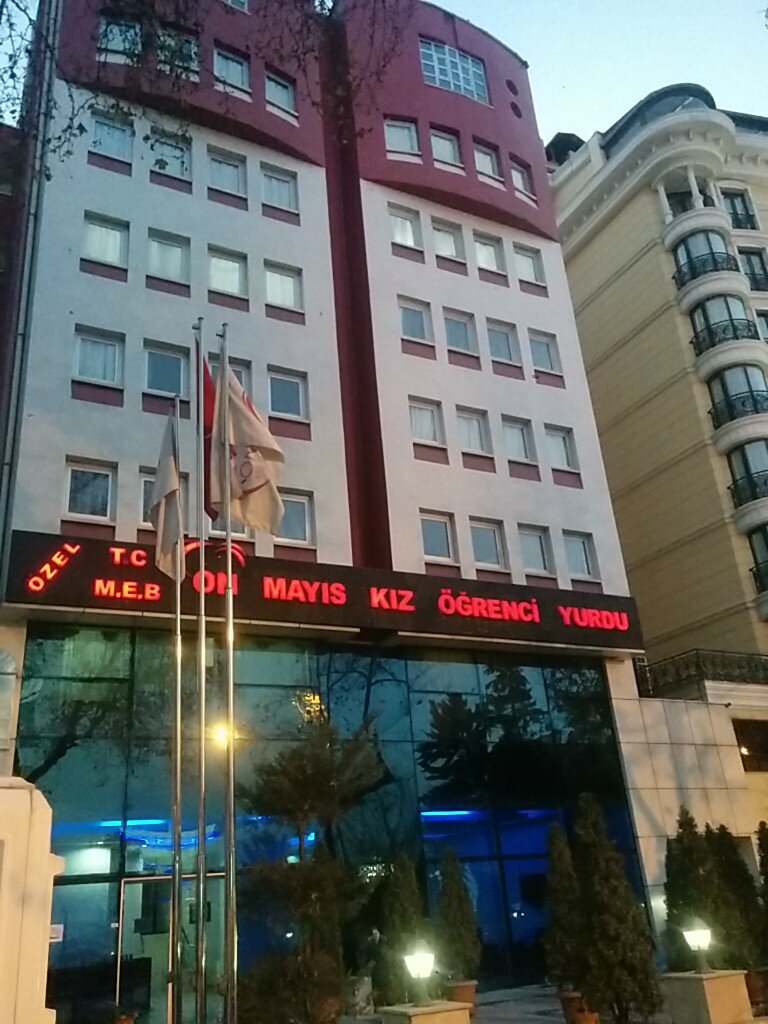 ÖZEL
T.C
M.E.B
ON MAYIS KIZ ÖĞRENCİ YURDU